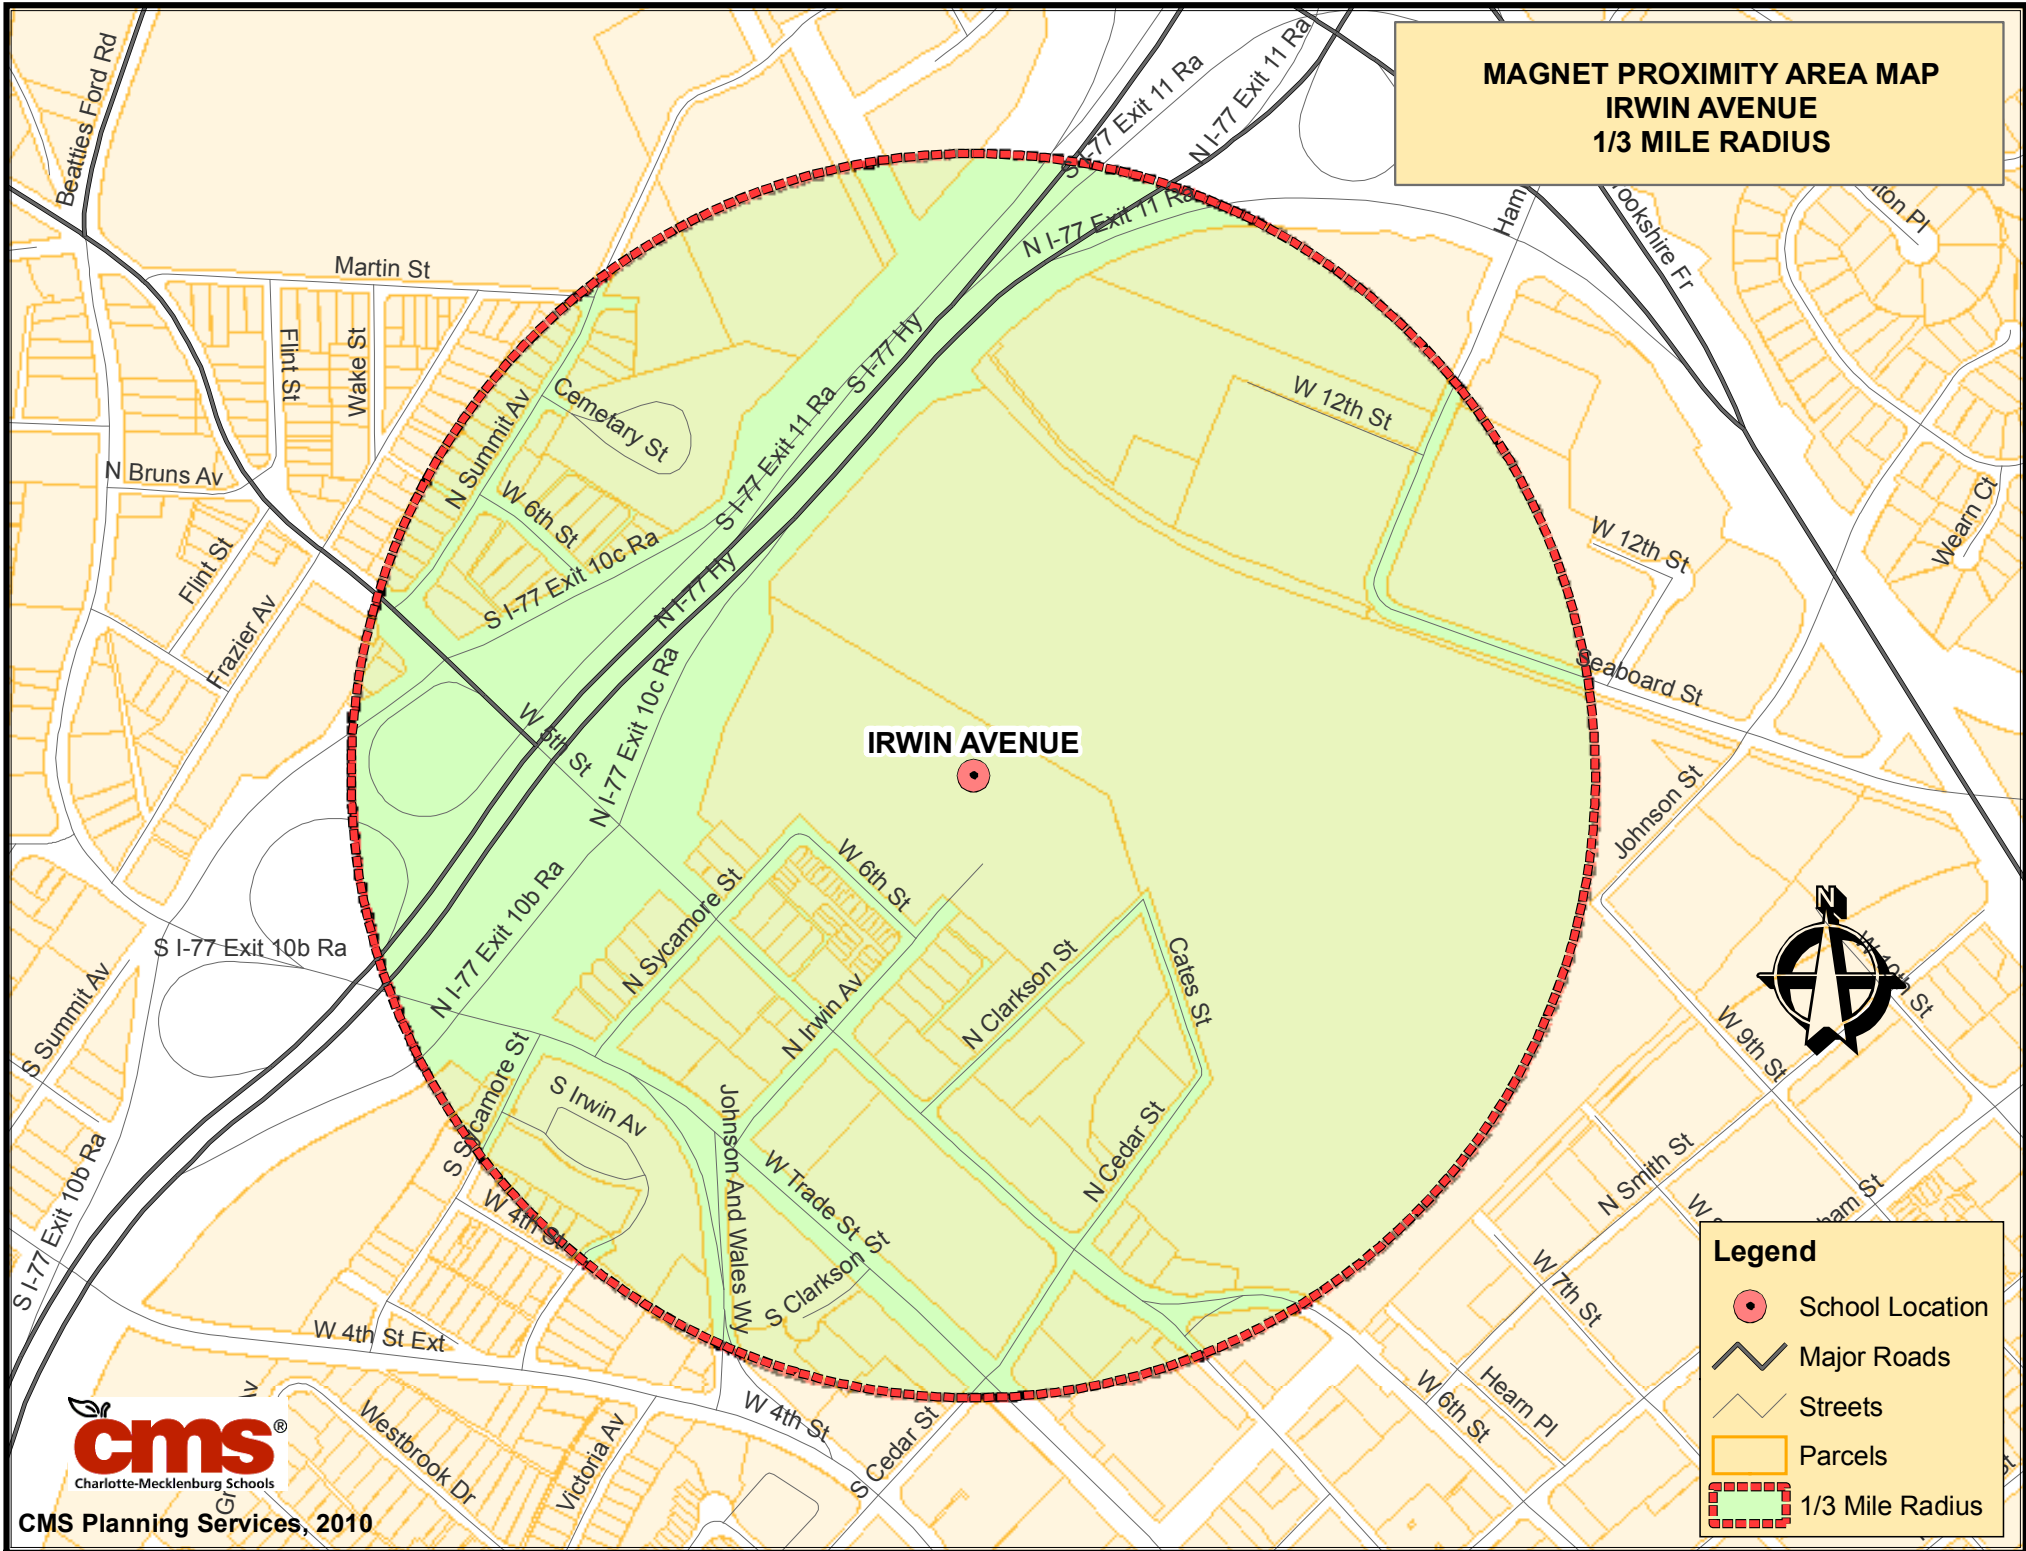 MAGNET PROXIMITY AREA MAP
IRWIN AVENUE
1/3 MILE RADIUS
Beatties Ford Rd
S I-77 Exit 11 Ra
N I-77 Exit 11 Ra
N I-77 Exit 11 Ra
Martin St
Flint St
Wake St
S I-77 Hy
Cemetary St
N Summit Av
S I-77 Exit 11 Ra
W 12th St
N Bruns Av
W 6th St
S I-77 Exit 10c Ra
N I-77 Hy
Flint St
Frazier Av
W 12th St
Wearn Ct
Seaboard St
N I-77 Exit 10c Ra
W 5th St
IRWIN AVENUE
Johnson St
W 6th St
N Sycamore St
N I-77 Exit 10b Ra
S I-77 Exit 10b Ra
N Irwin Av
N Clarkson St
Cates St
N
W 10th St
W 9th St
S Summit Av
S Sycamore St
S Irwin Av
Johnson And Wales Wy
W Trade St
N Cedar St
N Smith St
S I-77 Exit 10b Ra
W 4th St
S Clarkson St
W 7th St
W 4th St Ext
Hearn Pl
W 6th St
W 4th St
S Cedar St
Westbrook Dr
Victoria Av
Legend
School Location
Major Roads
Streets
Parcels
1/3 Mile Radius
cms®
Charlotte-Mecklenburg Schools
CMS Planning Services, 2010